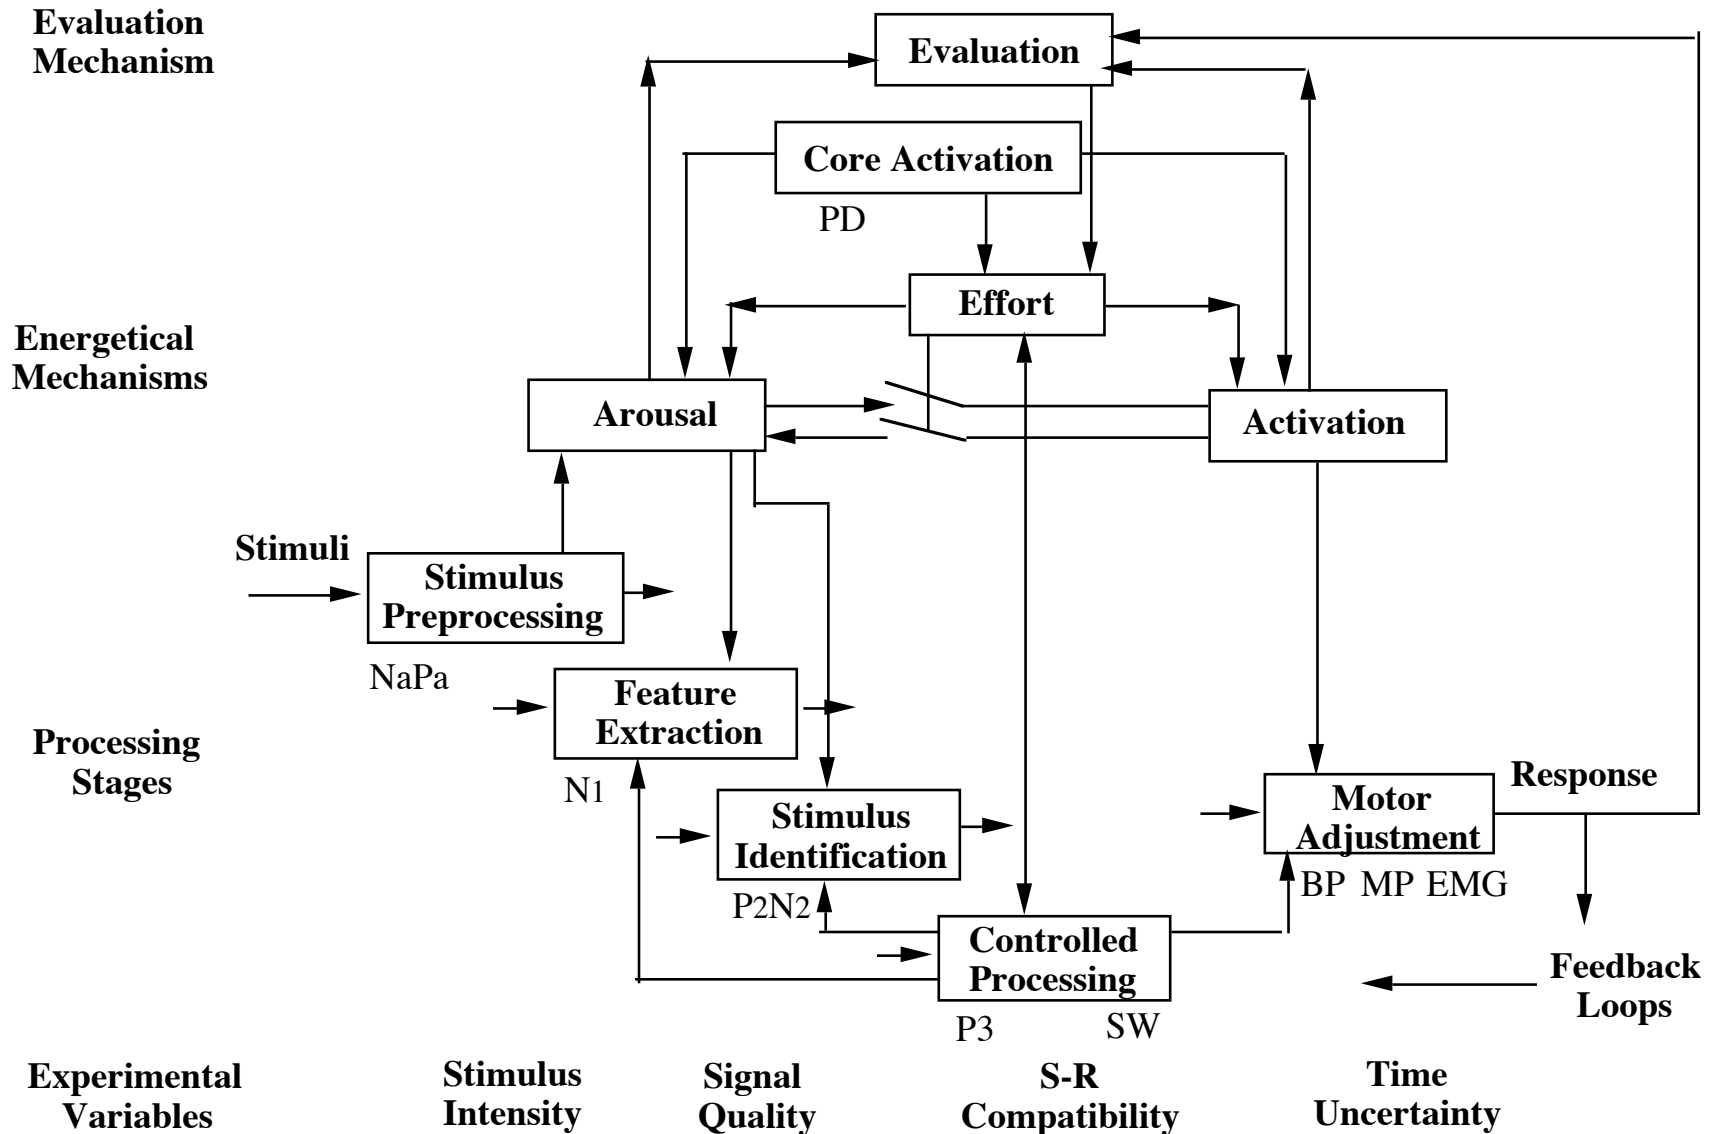 Evaluation
Mechanism
Evaluation
Core Activation
PD
Effort
Energetical
Mechanisms
Arousal
Activation
Stimuli
Stimulus
Preprocessing
NaPa
Feature
Extraction
N1
Processing
Stages
Stimulus
Identification
P2N2
Motor
Adjustment
Response
BP MP EMG
Controlled
Processing
P3
SW
Feedback
Loops
Experimental
Variables
Stimulus
Intensity
Signal
Quality
S-R
Compatibility
Time
Uncertainty